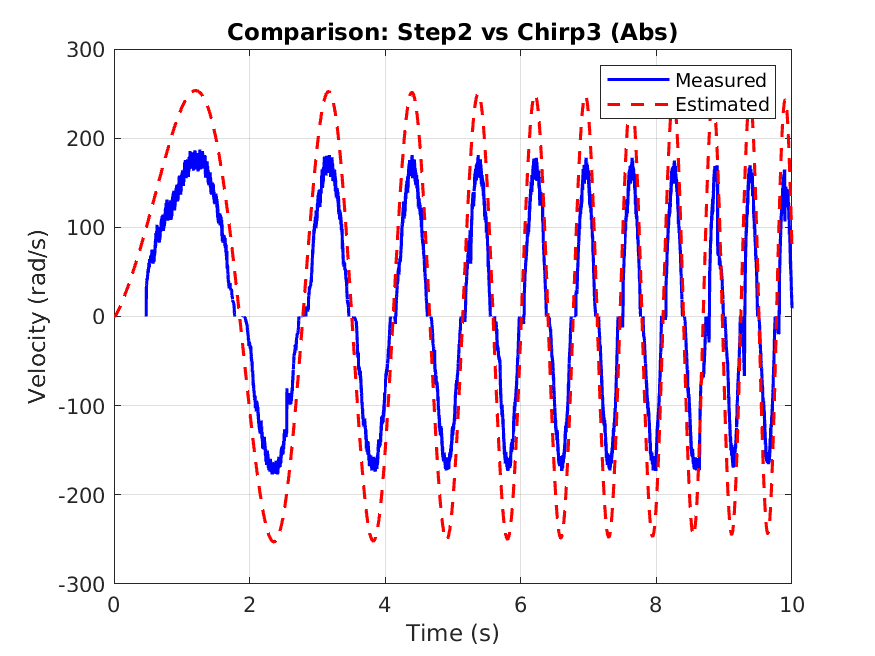 Comparison: Step2 vs Chirp3 (Abs)
Measured
Estimated
Velocity (rad/s)
300
200
100
0
-100
-200
-300
0 2 4 6 8 10
Time (s)